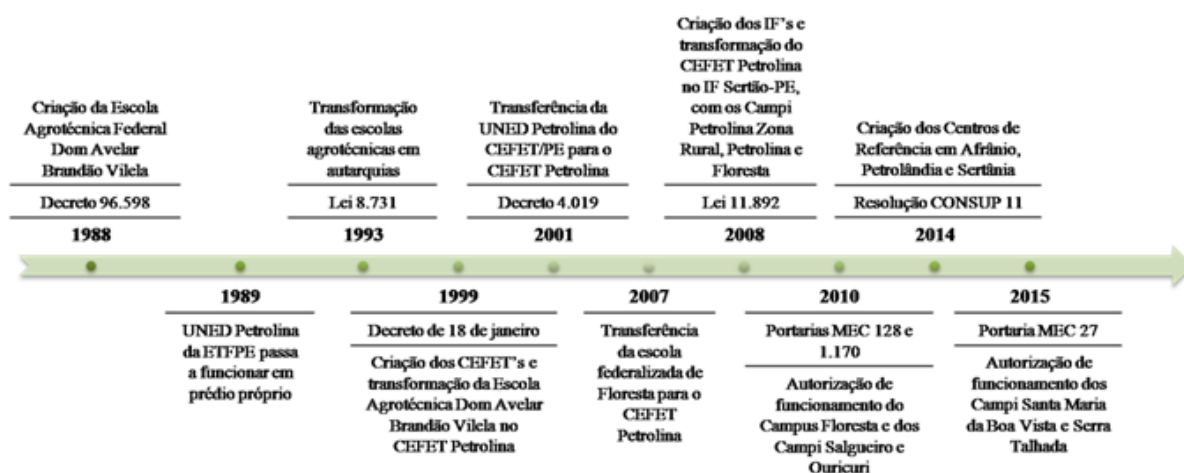 Criação da Escola
Agrotécnica Federal
Dom Avelar
Brandão Vilela
Decreto 96.598
1988
Transformação
das escolas
agrotécnicas em
autarquias
Lei 8.731
1993
Transferência da
UNED Petrolina do
CEFET/PE para o
CEFET Petrolina
Decreto 4.019
2001
Criação dos IF's e
transformação do
CEFET Petrolina
no IF Sertão-PE,
com os Campi
Petrolina Zona
Rural, Petrolina e
Floresta
Lei 11.892
2008
Criação dos Centros de
Referência em Afrânio,
Petrolândia e Sertânia
Resolução CONSUP 11
2014
1989
UNED Petrolina
da ETFPE passa
a funcionar em
prédio próprio
1999
Decreto de 18 de janeiro
Criação dos CEFET's e
transformação da Escola
Agrotécnica Dom Avelar
Brandão Vilela no
CEFET Petrolina
2007
Transferência
da escola
federalizada de
Floresta para o
CEFET
Petrolina
2010
Portarias MEC 128 e
1.170
Autorização de
funcionamento do
Campus Floresta e dos
Campi Salgueiro e
Ouricuri
2015
Portaria MEC 27
Autorização de
funcionamento dos
Campi Santa Maria
da Boa Vista e Serra
Talhada